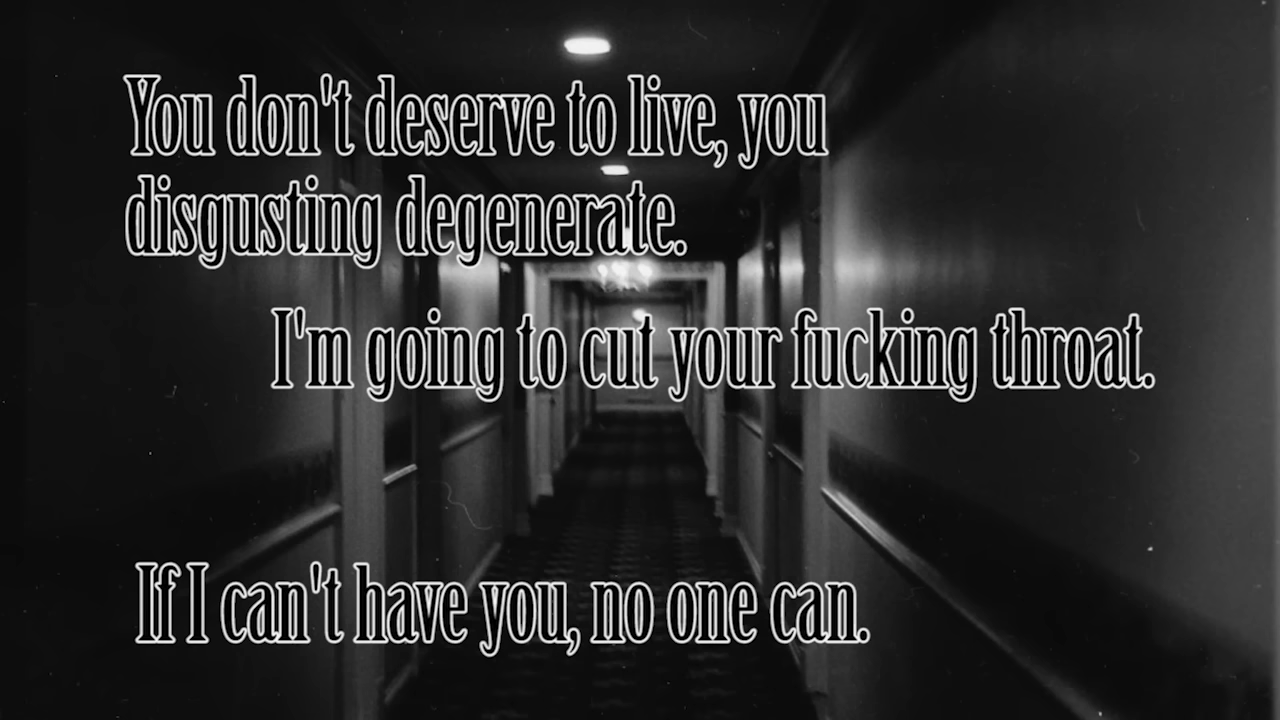 You don't deserve to live, you
disgusting degenerate.
I'm going to cut your fucking throat.
If I can't have you, no one can.